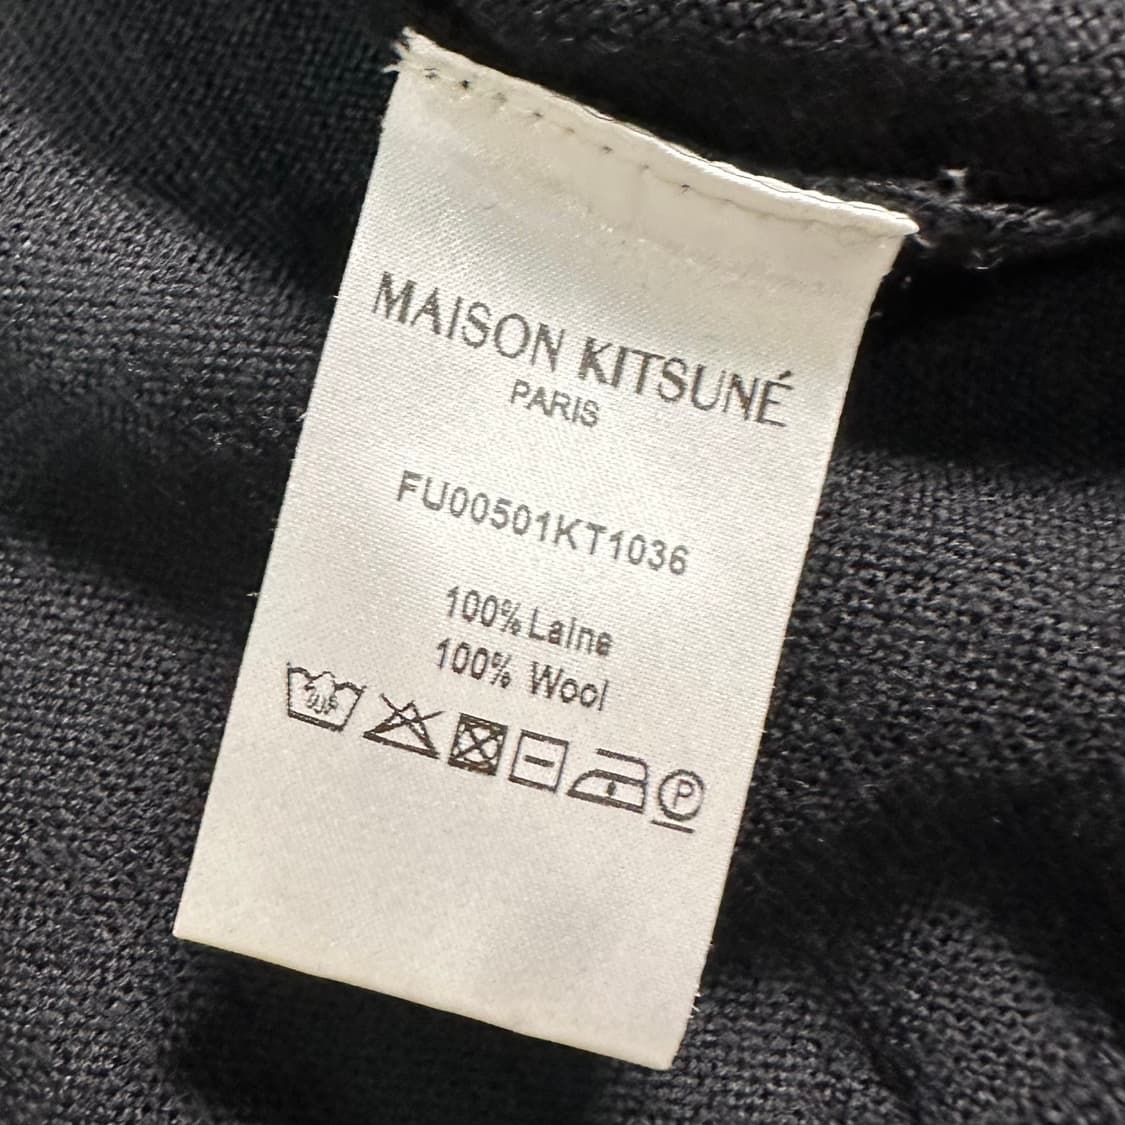 MAISON KITSUNÉ
PARIS
FU00501KT1036
100% Laine
100% Wool
P